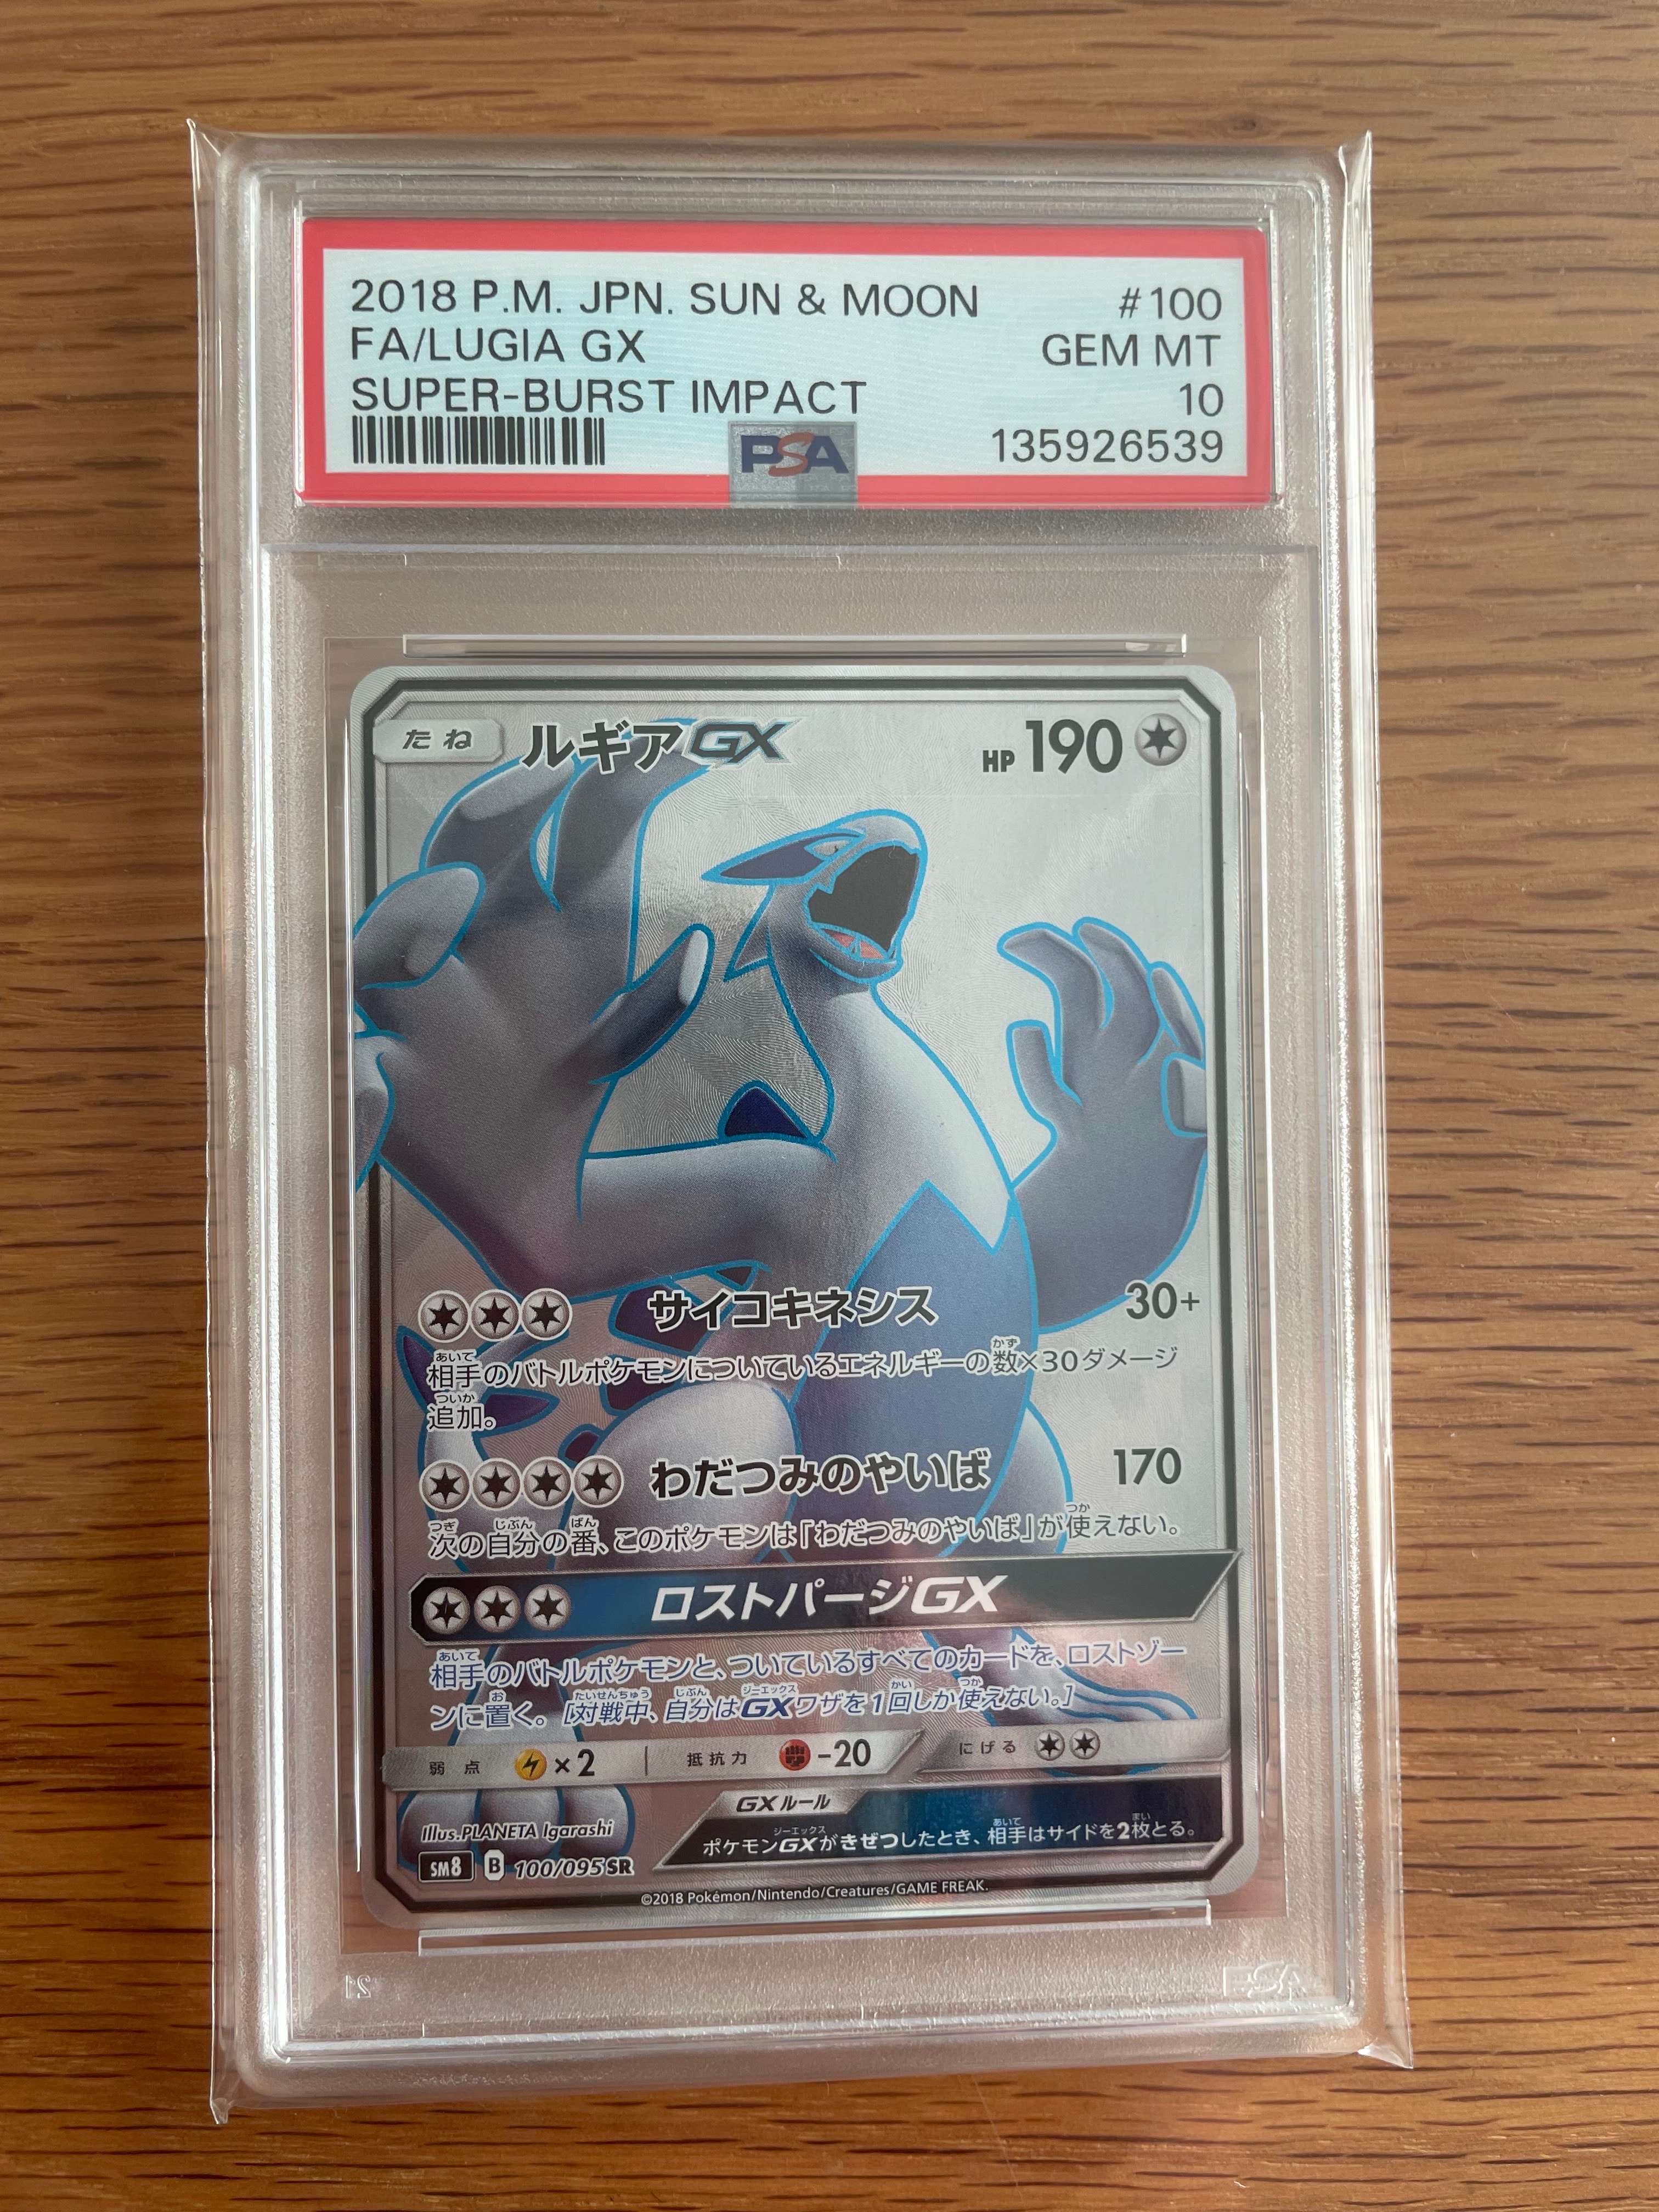 2018 P.M. JPN. SUN & MOON #100
FA/LUGIA GX GEM MT
SUPER-BURST IMPACT 10
PSA 135926539
たね ルギアGX HP 190
サイコキネシス 30+
相手のバトルポケモンについているエネルギーの数×30ダメージ
追加。
わだつみのやいば 170
次の自分の番、このポケモンは「わだつみのやいば」が使えない。
ロストパージGX
相手のバトルポケモンと、ついているすべてのカードを、ロストゾー
ンに置く。[対戦中、自分はGXワザを1回しか使えない。]
弱点 ×2 抵抗力 -20 にげる
GXルール
ポケモンGXがきぜつしたとき、相手はサイドを2枚とる。
Illus.PLANETA Igarashi
SM8 B 100/095 SR
©2018 Pokémon/Nintendo/Creatures/GAME FREAK.
21 PSA